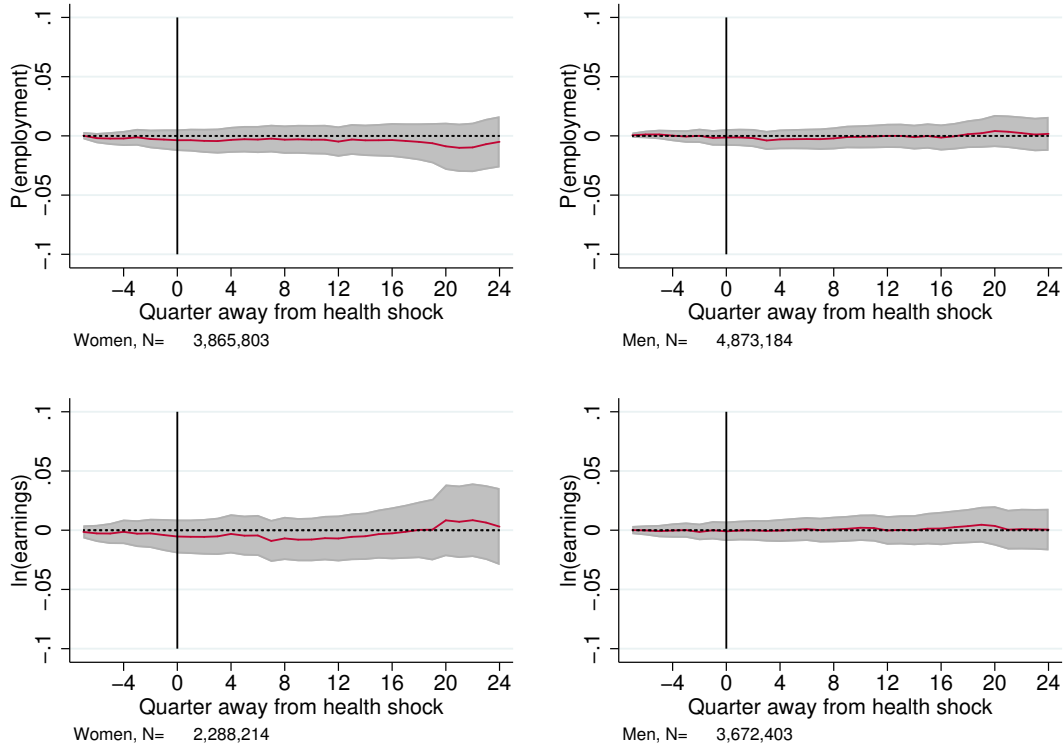 P(employment)
.1
.05
0
-.05
-.1
-4 0 4 8 12 16 20 24
Quarter away from health shock
Women, N= 3,865,803
P(employment)
.1
.05
0
-.05
-.1
-4 0 4 8 12 16 20 24
Quarter away from health shock
Men, N= 4,873,184
ln(earnings)
.1
.05
0
-.05
-.1
-4 0 4 8 12 16 20 24
Quarter away from health shock
Women, N= 2,288,214
ln(earnings)
.1
.05
0
-.05
-.1
-4 0 4 8 12 16 20 24
Quarter away from health shock
Men, N= 3,672,403